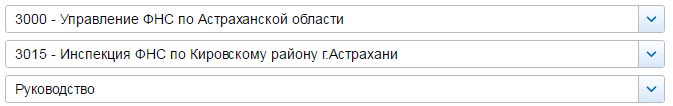 3000 - Управление ФНС по Астраханской области
3015 - Инспекция ФНС по Кировскому району г.Астрахани
Руководство